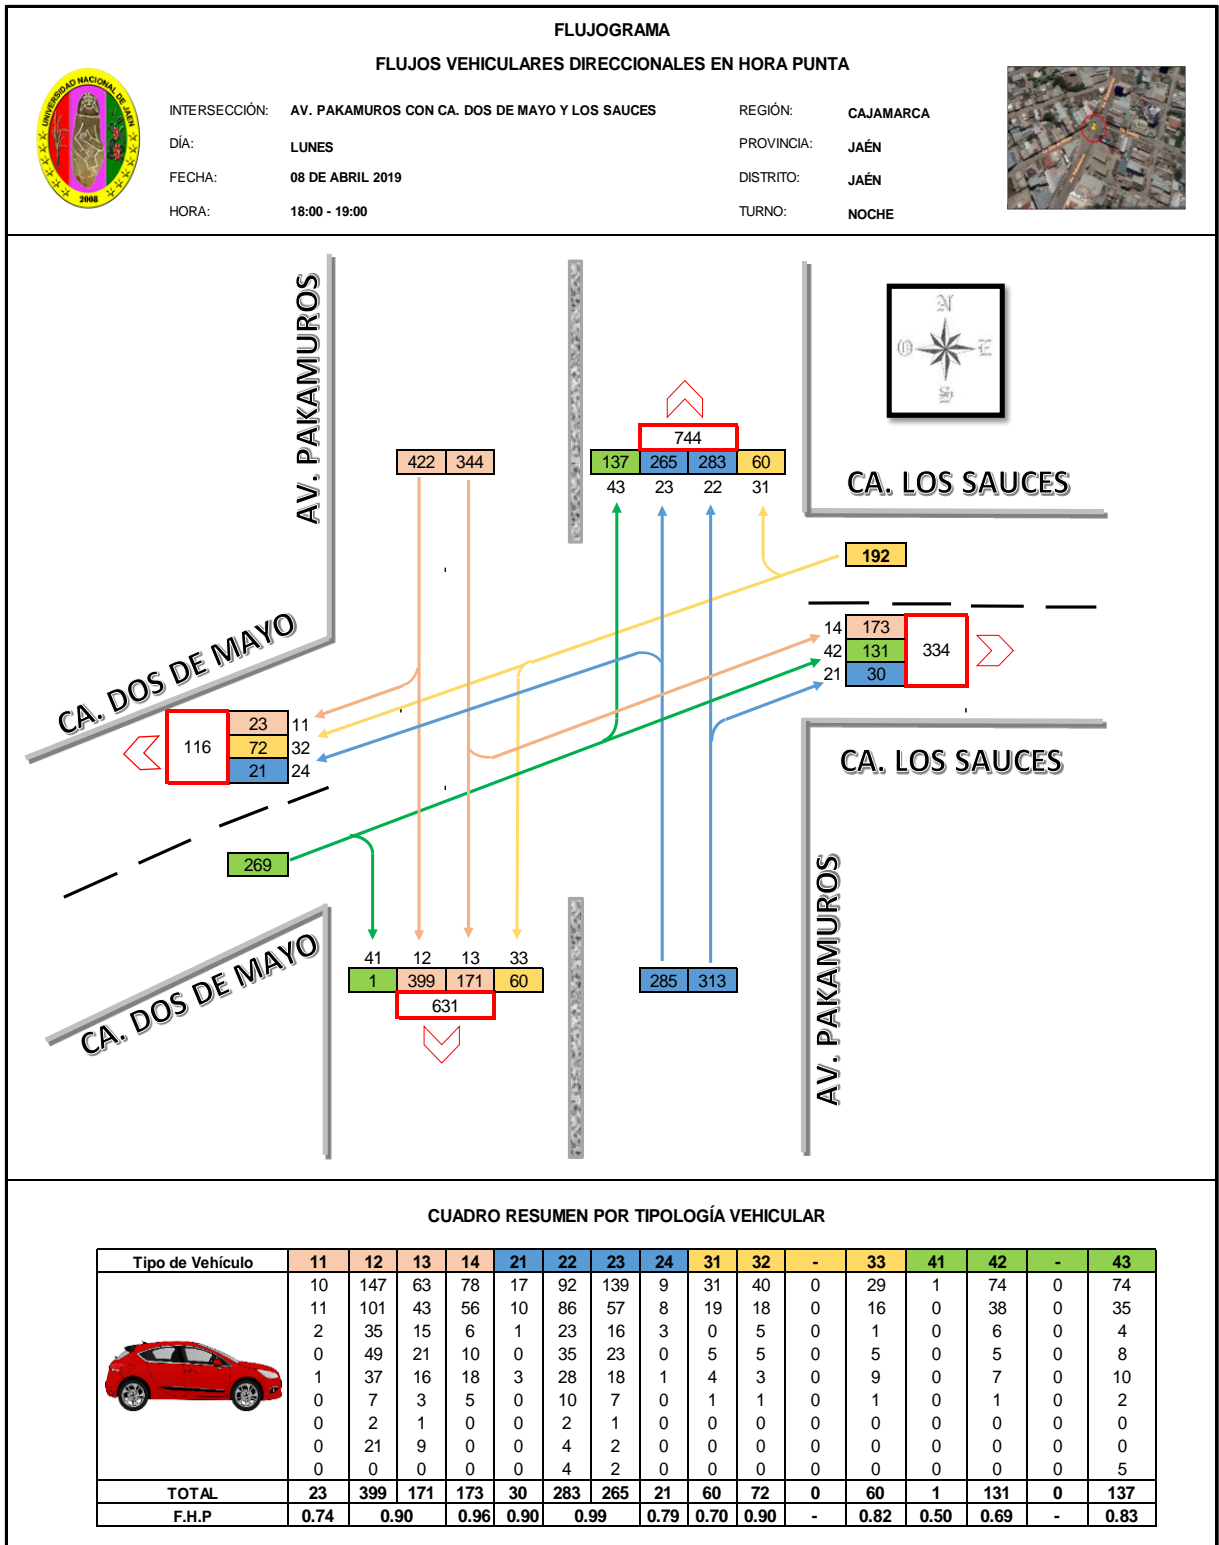 FLUJOGRAMA
FLUJOS VEHICULARES DIRECCIONALES EN HORA PUNTA
UNIVERSIDAD NACIONAL DE JAEN
2008
INTERSECCIÓN: AV. PAKAMUROS CON CA. DOS DE MAYO Y LOS SAUCES
REGIÓN: CAJAMARCA
DÍA: LUNES
PROVINCIA: JAÉN
FECHA: 08 DE ABRIL 2019
DISTRITO: JAÉN
HORA: 18:00 - 19:00
TURNO: NOCHE
AV. PAKAMUROS
N
O E
S
744
422 344
137 265 283 60
43 23 22 31
CA. LOS SAUCES
192
CA. DOS DE MAYO
14 173
42 131 334
21 30
23 11
116 72 32
21 24
CA. LOS SAUCES
269
AV. PAKAMUROS
CA. DOS DE MAYO
41 12 13 33
1 399 171 60
285 313
631
CUADRO RESUMEN POR TIPOLOGÍA VEHICULAR
Tipo de Vehículo 11 12 13 14 21 22 23 24 31 32 - 33 41 42 - 43
10 147 63 78 17 92 139 9 31 40 0 29 1 74 0 74
11 101 43 56 10 86 57 8 19 18 0 16 0 38 0 35
2 35 15 6 1 23 16 3 0 5 0 1 0 6 0 4
0 49 21 10 0 35 23 0 5 5 0 5 0 5 0 8
1 37 16 18 3 28 18 1 4 3 0 9 0 7 0 10
0 7 3 5 0 10 7 0 1 1 0 1 0 1 0 2
0 2 1 0 0 2 1 0 0 0 0 0 0 0 0 0
0 21 9 0 0 4 2 0 0 0 0 0 0 0 0 0
0 0 0 0 0 4 2 0 0 0 0 0 0 0 0 5
TOTAL 23 399 171 173 30 283 265 21 60 72 0 60 1 131 0 137
F.H.P 0.74 0.90 0.96 0.90 0.99 0.79 0.70 0.90 - 0.82 0.50 0.69 - 0.83